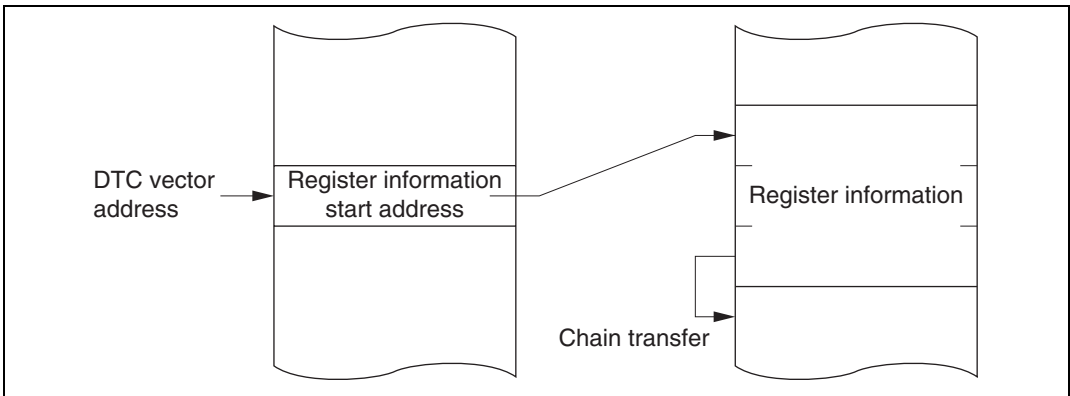 DTC vector
address
Register information
start address
Register information
Chain transfer